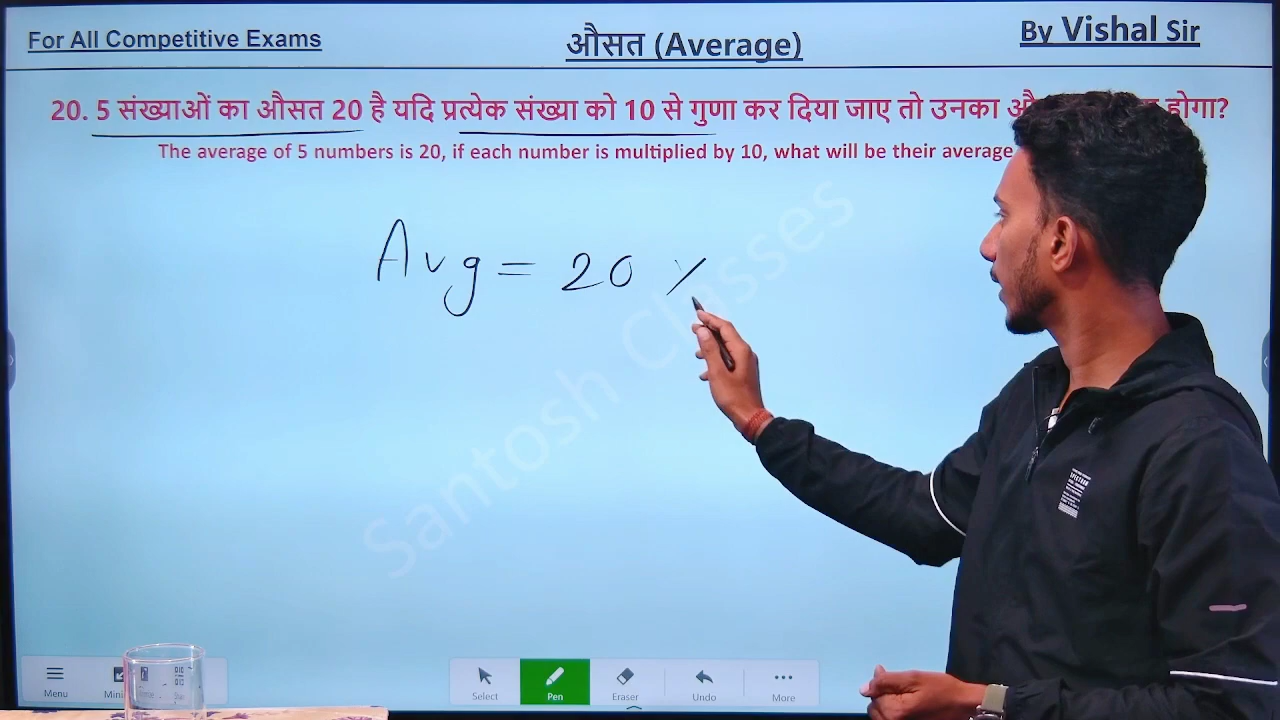 For All Competitive Exams
औसत (Average)
By Vishal Sir
20. 5 संख्याओं का औसत 20 है यदि प्रत्येक संख्या को 10 से गुणा कर दिया जाए तो उनका होगा?
The average of 5 numbers is 20, if each number is multiplied by 10, what will be their average
Avg = 20 ×
Santosh Classes
Menu
Select
Pen
Eraser
Undo
More